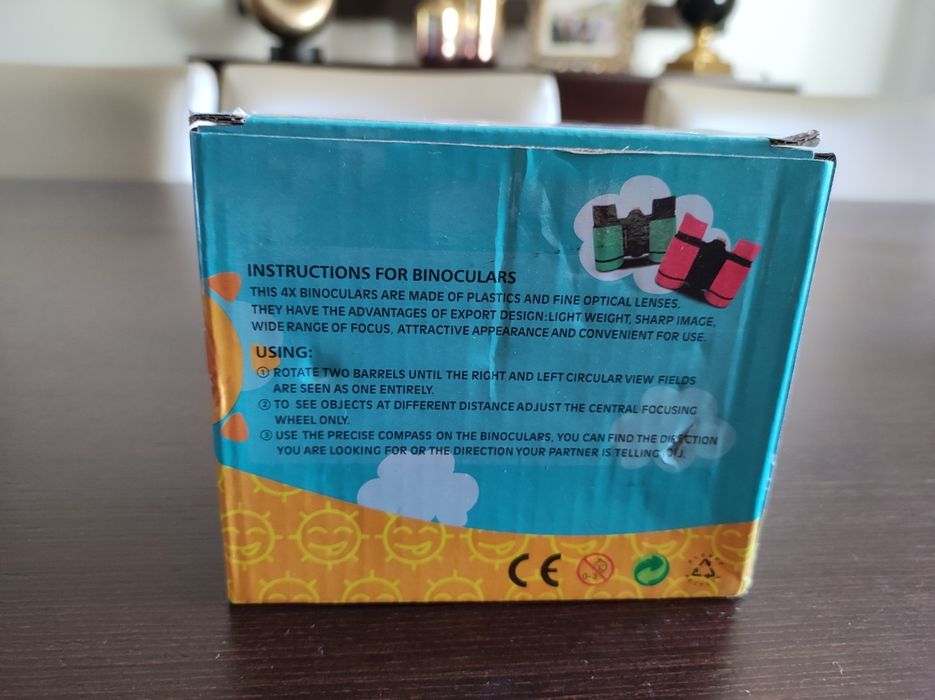 INSTRUCTIONS FOR BINOCULARS
THIS 4X BINOCULARS ARE MADE OF PLASTICS AND FINE OPTICAL LENSES.
THEY HAVE THE ADVANTAGES OF EXPORT DESIGN:LIGHT WEIGHT, SHARP IMAGE,
WIDE RANGE OF FOCUS, ATTRACTIVE APPEARANCE AND CONVENIENT FOR USE.
USING:
① ROTATE TWO BARRELS UNTIL THE RIGHT AND LEFT CIRCULAR VIEW FIELDS
ARE SEEN AS ONE ENTIRELY.
② TO SEE OBJECTS AT DIFFERENT DISTANCE ADJUST THE CENTRAL FOCUSING
WHEEL ONLY.
③ USE THE PRECISE COMPASS ON THE BINOCULARS, YOU CAN FIND THE DIRECTION
YOU ARE LOOKING FOR OR THE DIRECTION YOUR PARTNER IS TELLING YOU.
CE 0-3